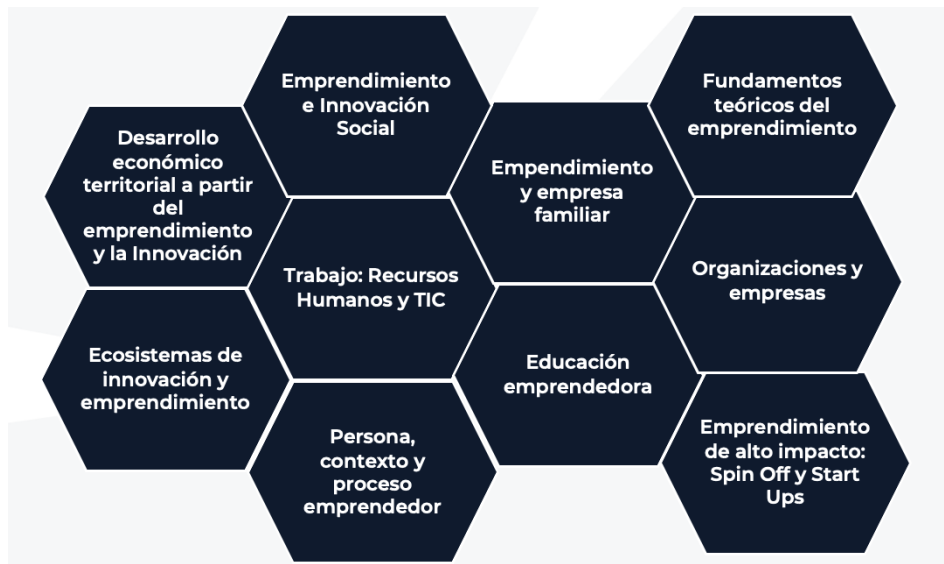 Emprendimiento
e Innovación
Social
Fundamentos
teóricos del
emprendimiento
Desarrollo
económico
territorial a partir
del
emprendimiento
y la Innovación
Empendimiento
y empresa
familiar
Trabajo: Recursos
Humanos y TIC
Organizaciones y
empresas
Ecosistemas de
innovación y
emprendimiento
Educación
emprendedora
Persona,
contexto y
proceso
emprendedor
Emprendimiento
de alto impacto:
Spin Off y Start
Ups